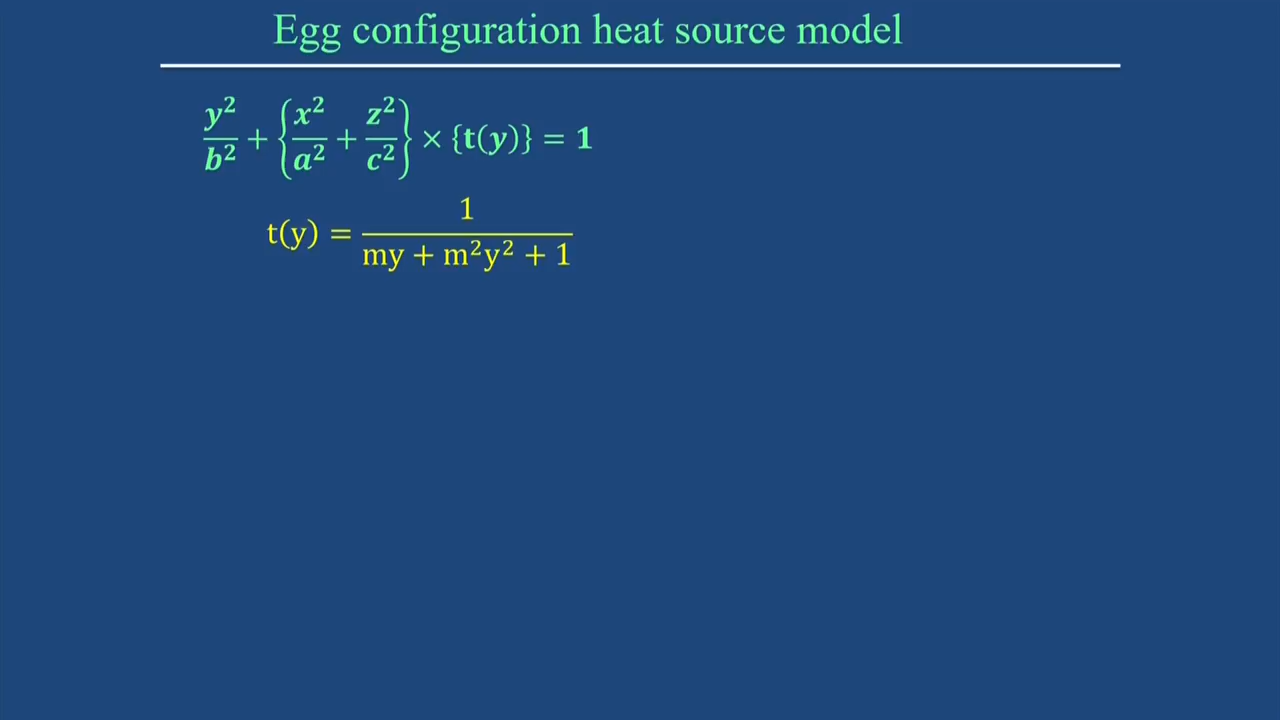 Egg configuration heat source model
y²/b² + {x²/a² + z²/c²} × {t(y)} = 1
t(y) = 1/(my + m²y² + 1)